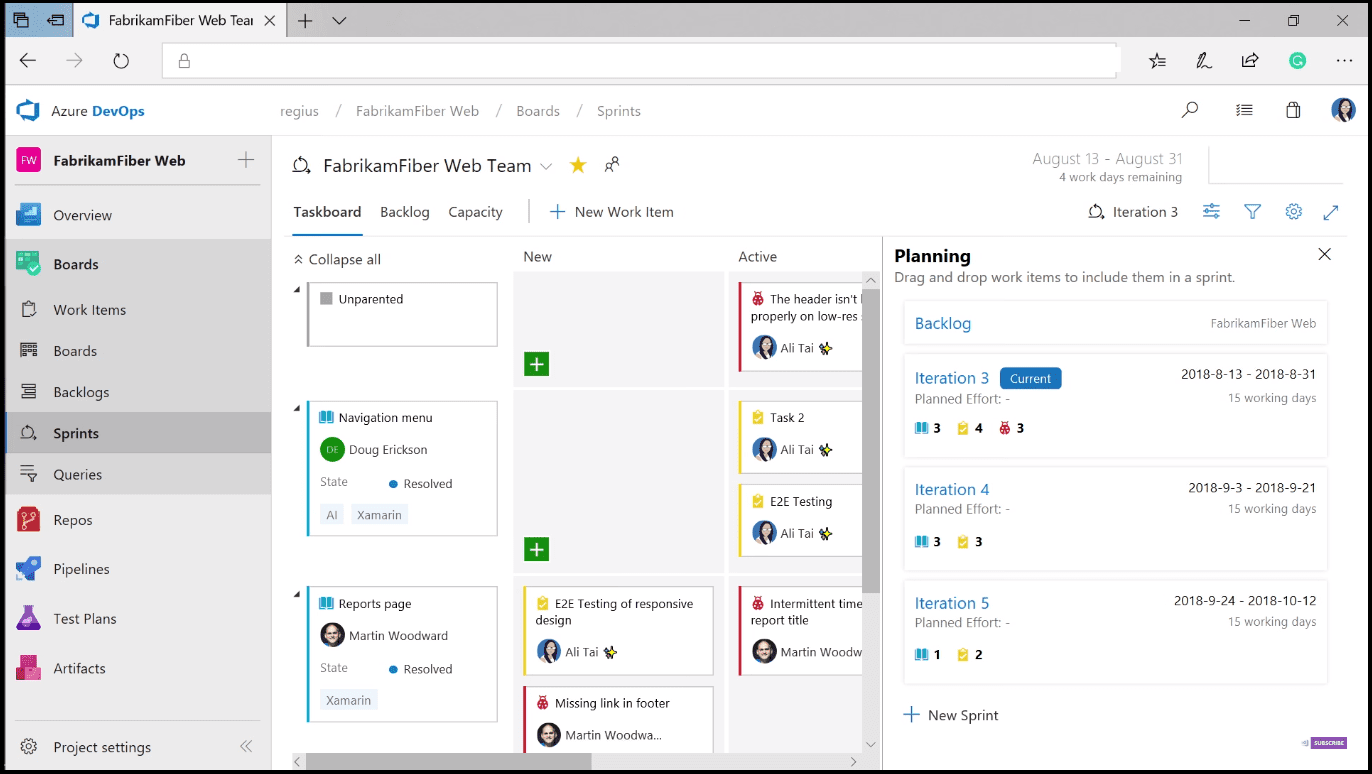 FabrikamFiber Web Tea
Azure DevOps
regius / FabrikamFiber Web / Boards / Sprints
FW FabrikamFiber Web
Overview
Boards
Work Items
Boards
Backlogs
Sprints
Queries
Repos
Pipelines
Test Plans
Artifacts
Project settings
FabrikamFiber Web Team
August 13 - August 31
4 work days remaining
Taskboard Backlog Capacity
New Work Item
Iteration 3
Collapse all
New
Active
Unparented
The header isn't
properly on low-res
Ali Tai
Navigation menu
DE Doug Erickson
State Resolved
AI Xamarin
Task 2
Ali Tai
E2E Testing
Ali Tai
Reports page
Martin Woodward
State Resolved
Xamarin
E2E Testing of responsive
design
Ali Tai
Missing link in footer
Martin Woodwa...
Intermittent time
report title
Martin Woodw
Planning
Drag and drop work items to include them in a sprint.
Backlog FabrikamFiber Web
Iteration 3 Current 2018-8-13 - 2018-8-31
Planned Effort: - 15 working days
3 4 3
Iteration 4 2018-9-3 - 2018-9-21
Planned Effort: - 15 working days
3 3
Iteration 5 2018-9-24 - 2018-10-12
Planned Effort: - 15 working days
1 2
New Sprint
SUBSCRIBE